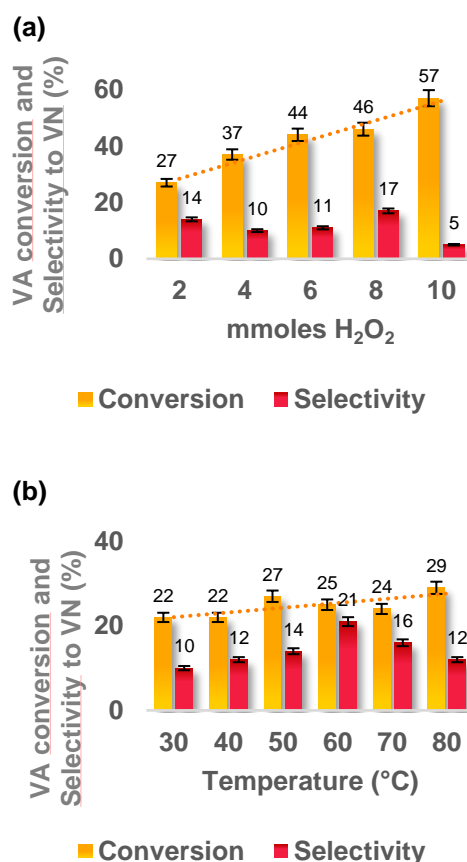 (a)
VA conversion and
Selectivity to VN (%)
60
40
20
0
27
37
44
46
57
14
10
11
17
5
2 4 6 8 10
mmoles H₂O₂
Conversion Selectivity
(b)
VA conversion and
Selectivity to VN (%)
40
20
0
22
22
27
25
24
29
10
12
14
21
16
12
30 40 50 60 70 80
Temperature (°C)
Conversion Selectivity